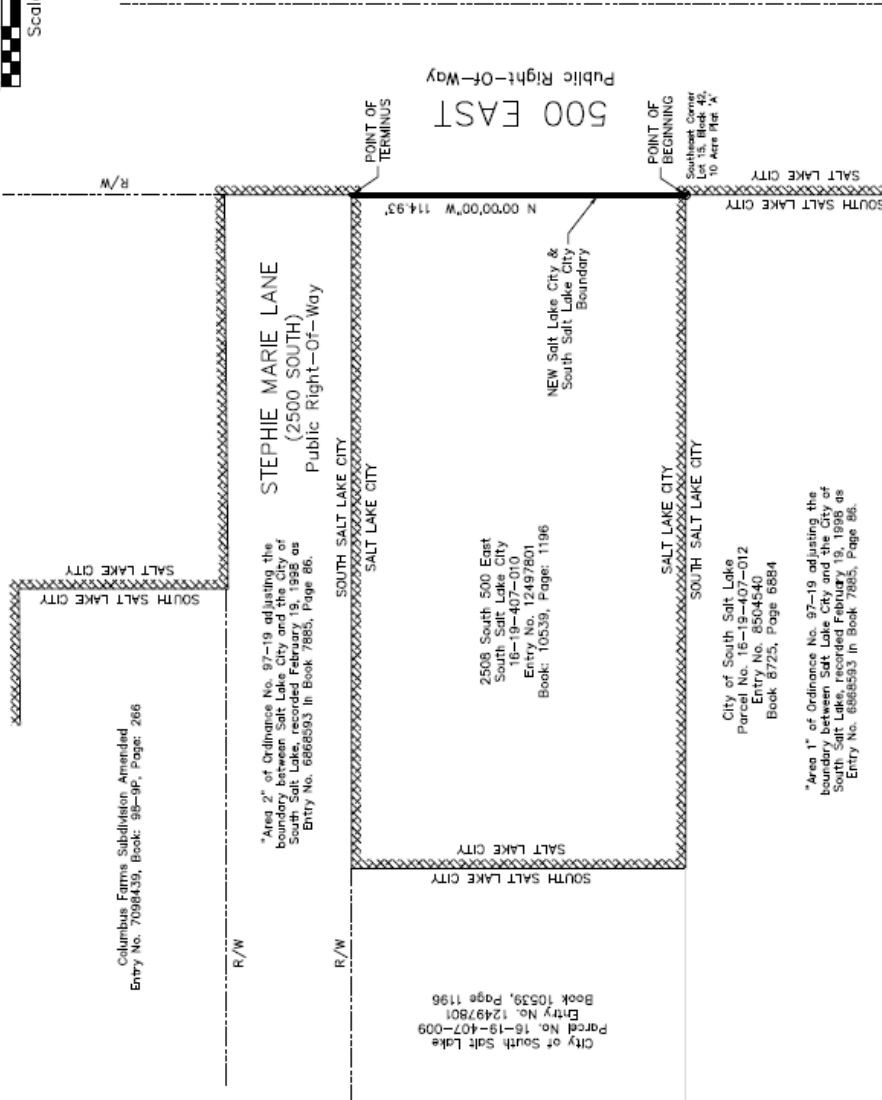 Scal
Public Right-Of-Way
500 EAST
POINT OF
TERMINUS
POINT OF
BEGINNING
Southeast Corner
Lot 15, Block 42,
10 Acre Plat "A"
SALT LAKE CITY
SOUTH SALT LAKE CITY
R/W
N 00°00'00" W 114.93'
NEW Salt Lake City &
South Salt Lake City
Boundary
STEPHIE MARIE LANE
(2500 SOUTH)
Public Right-Of-Way
SOUTH SALT LAKE CITY
SALT LAKE CITY
SALT LAKE CITY
SOUTH SALT LAKE CITY
SALT LAKE CITY
SOUTH SALT LAKE CITY
"Area 2" of Ordinance No. 97-19 adjusting the
boundary between Salt Lake City and the City of
South Salt Lake, recorded February 19, 1998 as
Entry No. 6868593 in Book 7885, Page 86.
2508 South 500 East
South Salt Lake City
16-19-407-010
Entry No. 12497801
Book: 10539, Page: 1196
City of South Salt Lake
Parcel No. 16-19-407-012
Entry No. 8504540
Book 8725, Page 6884
"Area 1" of Ordinance No. 97-19 adjusting the
boundary between Salt Lake City and the City of
South Salt Lake, recorded February 19, 1998 as
Entry No. 6868593 in Book 7885, Page 86.
Columbus Farms Subdivision Amended
Entry No. 7098439, Book: 98-9P, Page: 266
SALT LAKE CITY
SOUTH SALT LAKE CITY
R/W
R/W
City of South Salt Lake
Parcel No. 16-19-407-009
Entry No. 12497801
Book 10539, Page 1196